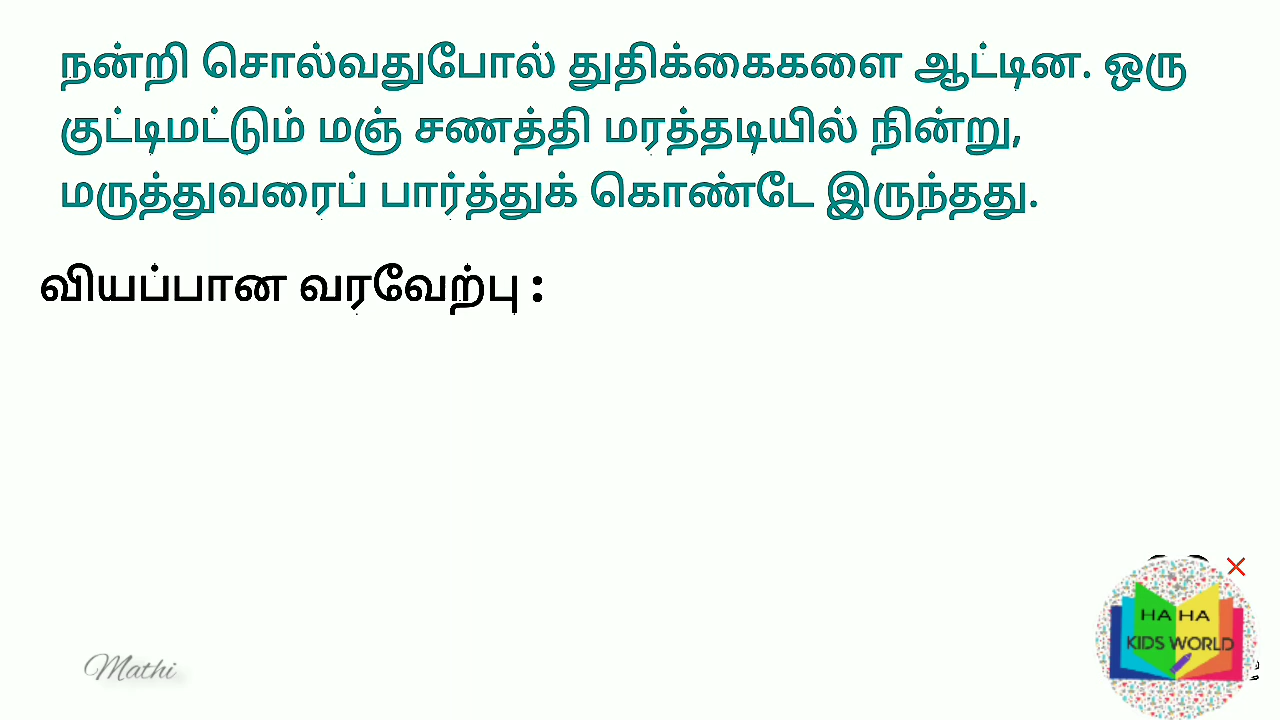 நன்றி சொல்வதுபோல் துதிக்கைகளை ஆட்டின. ஒரு
குட்டிமட்டும் மஞ் சணத்தி மரத்தடியில் நின்று,
மருத்துவரைப் பார்த்துக் கொண்டே இருந்தது.
வியப்பான வரவேற்பு :
HA HA
KIDS WORLD
Mathi